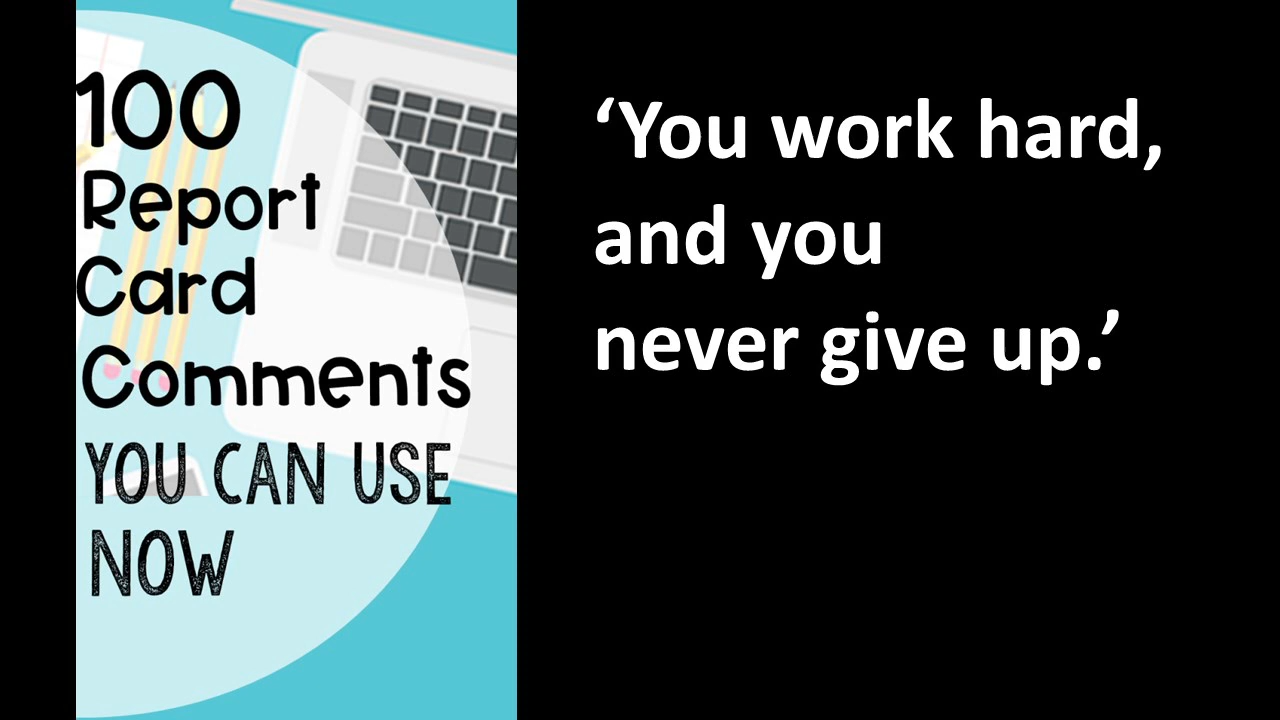 100
Report
Card
Comments
YOU CAN USE
NOW
‘You work hard,
and you
never give up.’